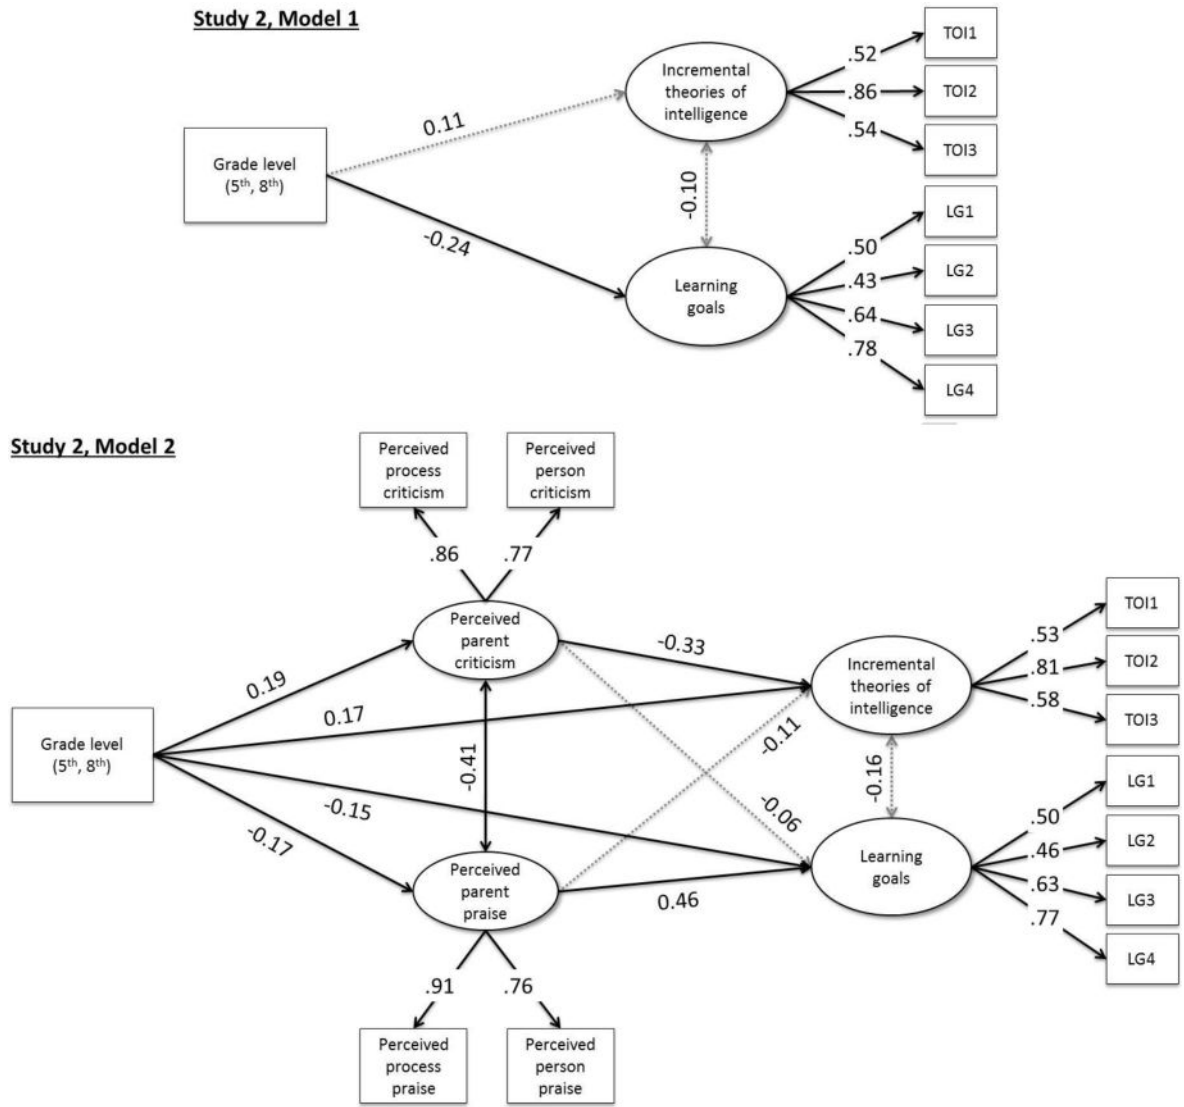 Study 2, Model 1
TOI1
.52
Incremental
theories of
intelligence
.86
TOI2
0.11
.54
TOI3
Grade level
(5th, 8th)
-0.10
LG1
-0.24
.50
Learning
goals
.43
LG2
.64
LG3
.78
LG4
Study 2, Model 2
Perceived
process
criticism
Perceived
person
criticism
.86
.77
Perceived
parent
criticism
-0.33
TOI1
.53
Incremental
theories of
intelligence
.81
TOI2
0.19
.58
TOI3
0.17
Grade level
(5th, 8th)
-0.41
-0.11
-0.16
-0.15
-0.06
LG1
.50
-0.17
LG2
.46
Perceived
parent
praise
0.46
Learning
goals
.63
LG3
.77
LG4
.91
.76
Perceived
process
praise
Perceived
person
praise